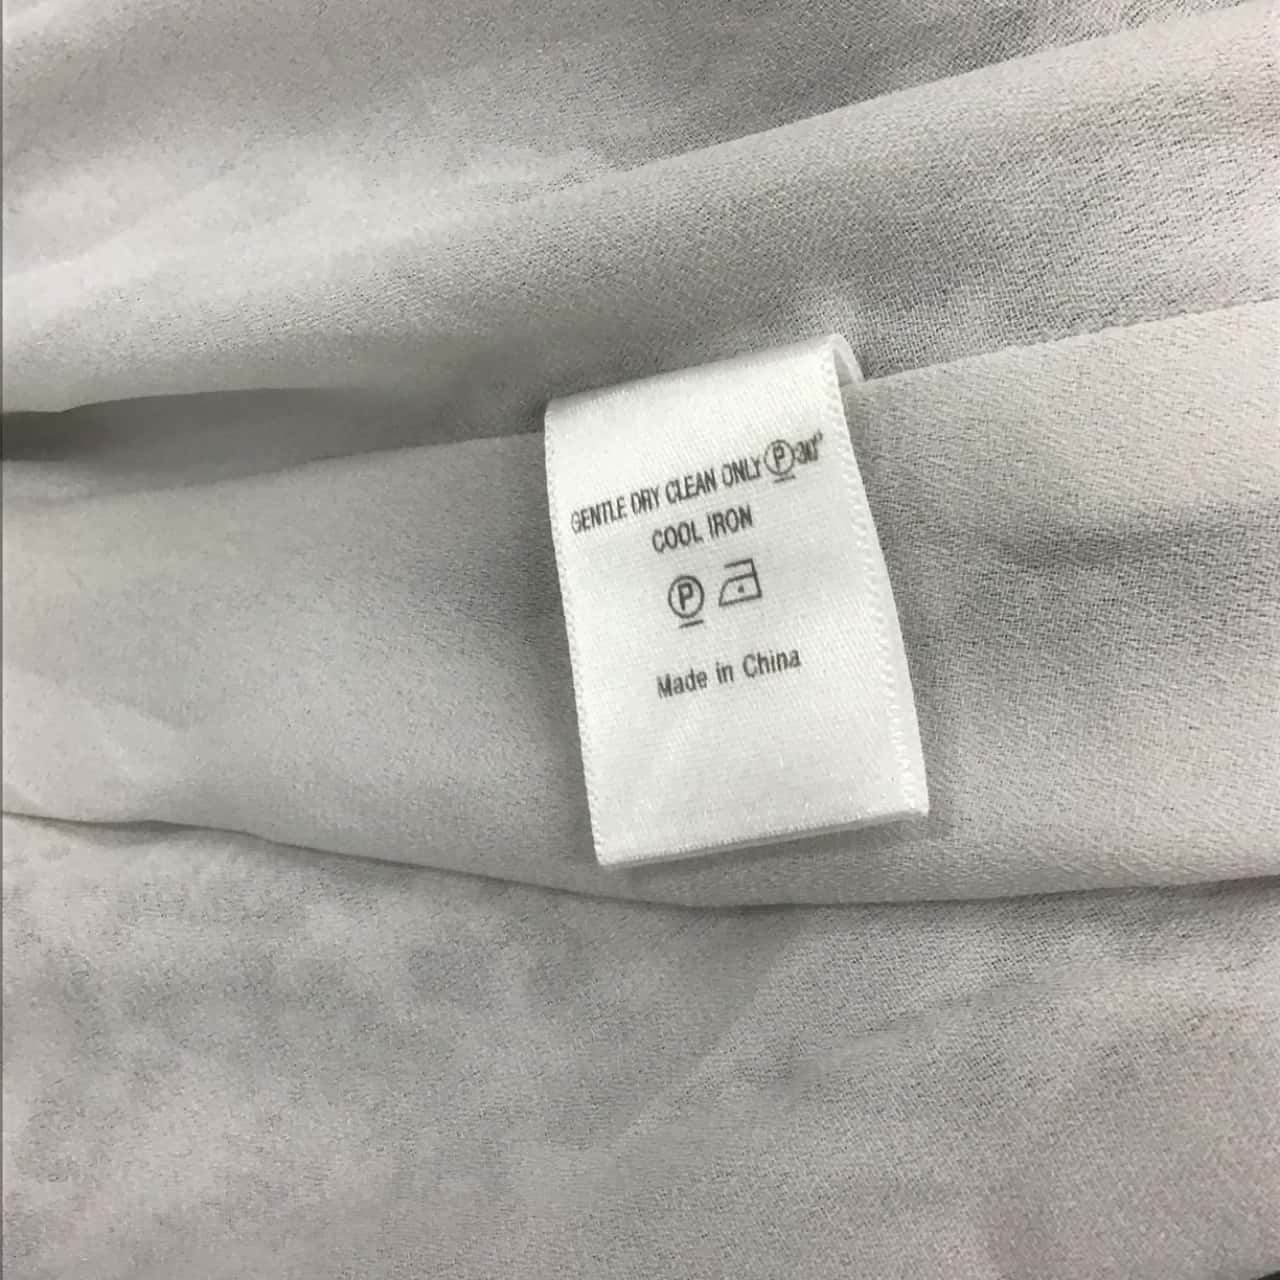 GENTLE DRY CLEAN ONLY Ⓟ 30°
COOL IRON
Ⓟ
Made in China